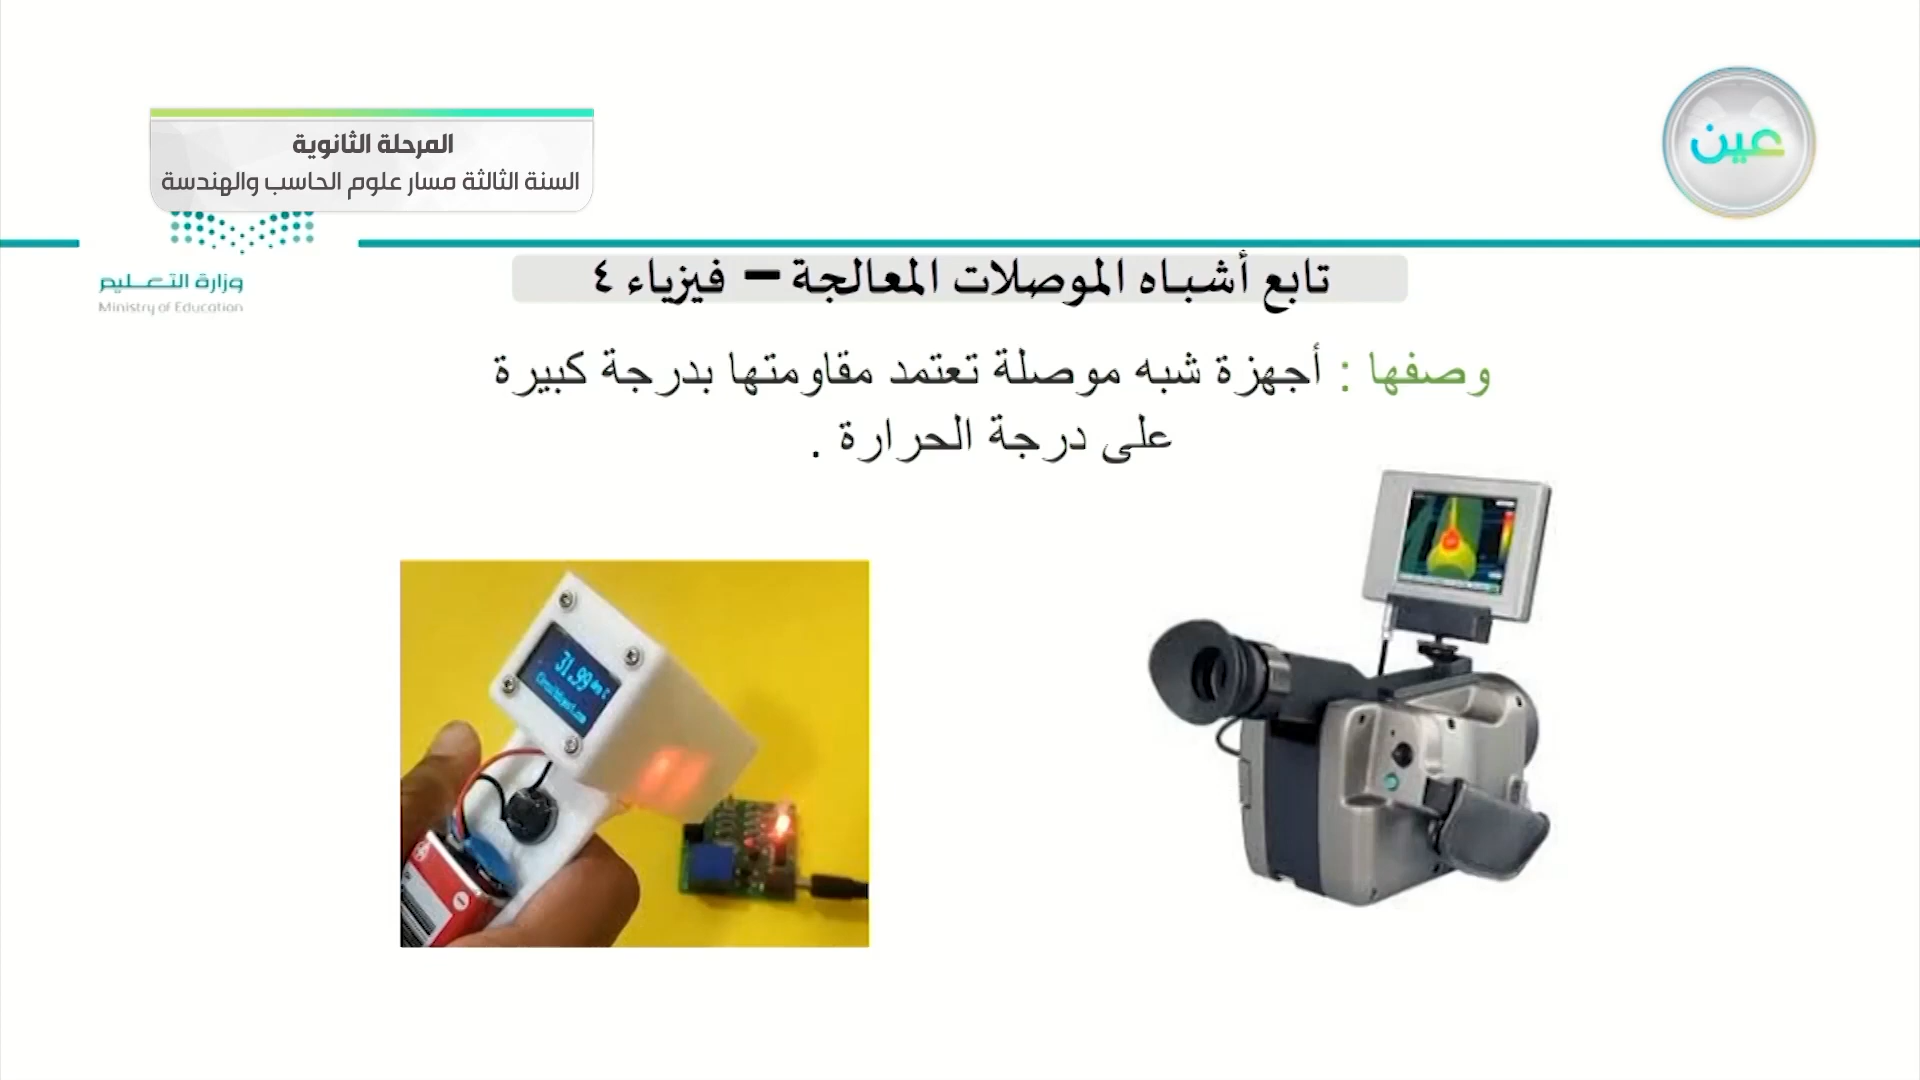 المرحلة الثانوية
السنة الثالثة مسار علوم الحاسب والهندسة
عين
وزارة التعليم
Ministry of Education
تابع أشباه الموصلات المعالجة – فيزياء ٤
وصفها : أجهزة شبه موصلة تعتمد مقاومتها بدرجة كبيرة
على درجة الحرارة .
31.99